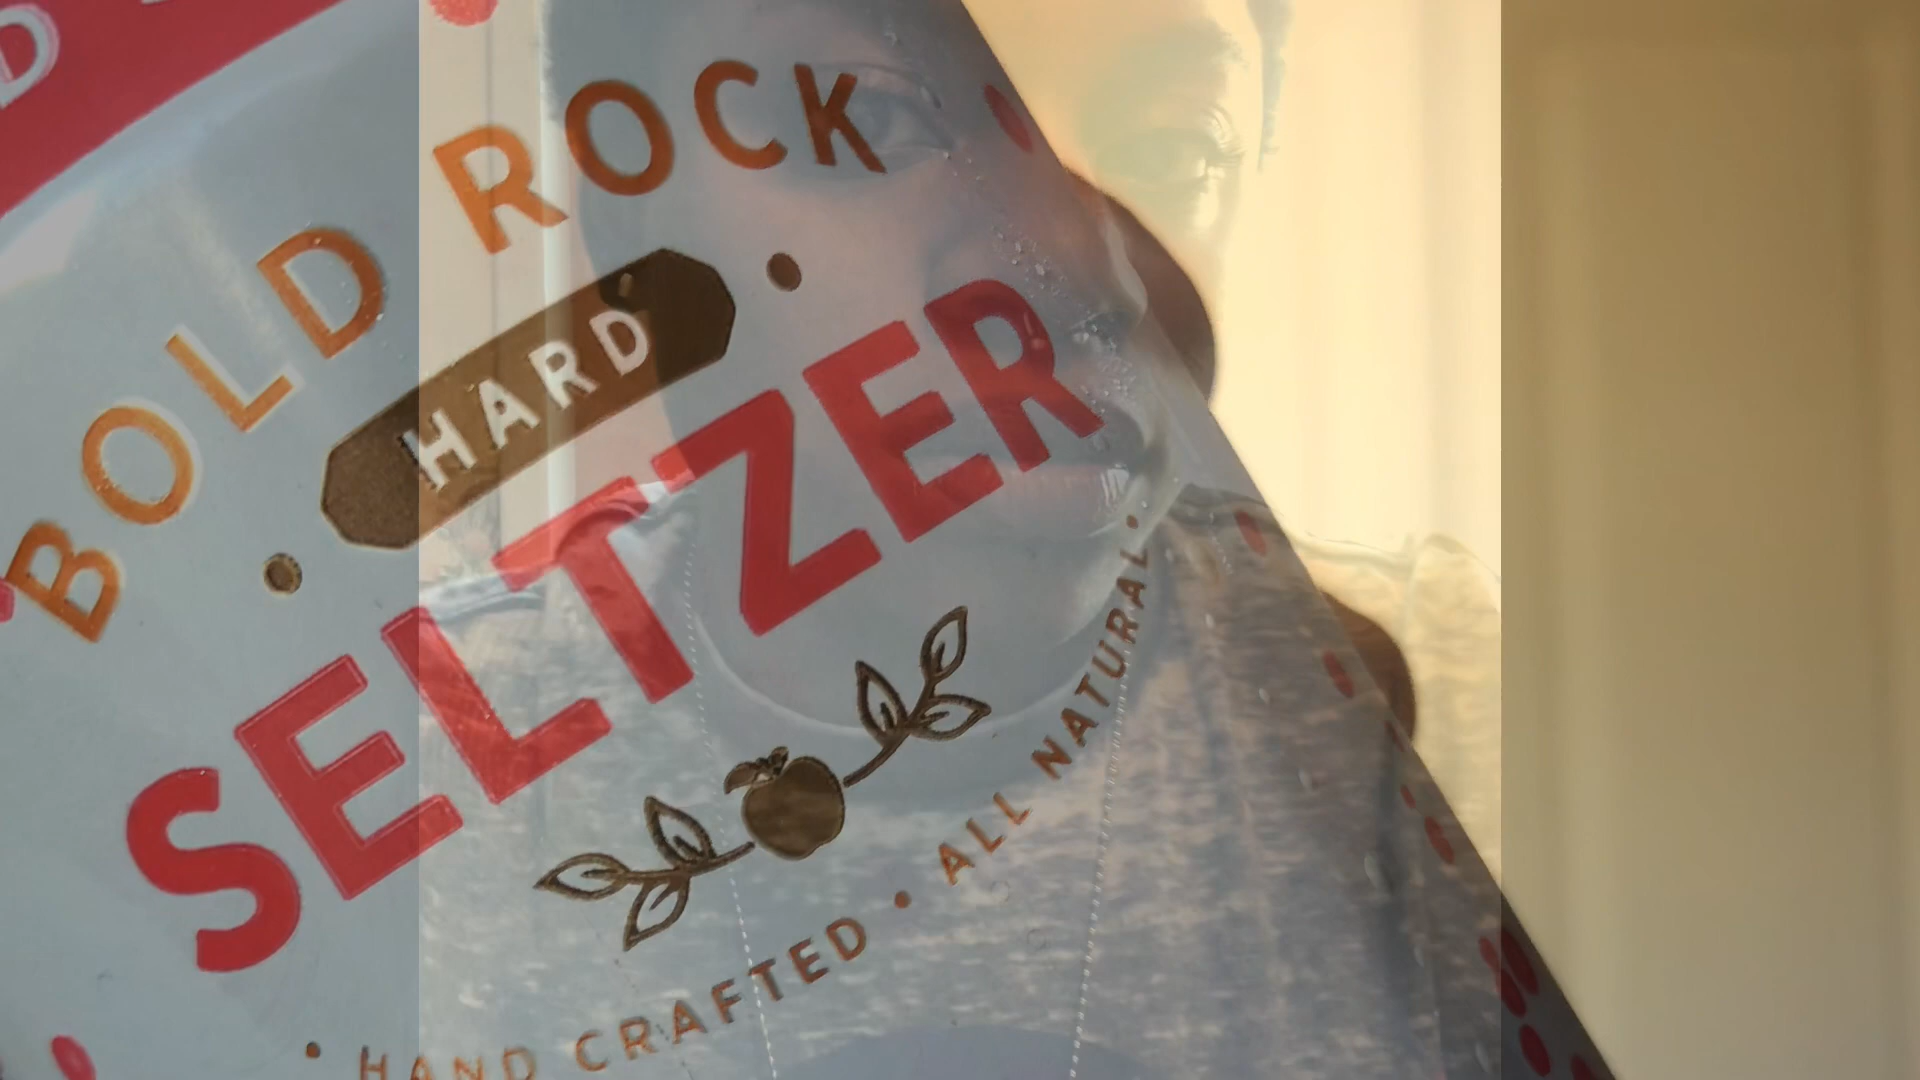 BOLD ROCK
HARD
SELTZER
HAND CRAFTED • ALL NATURAL •